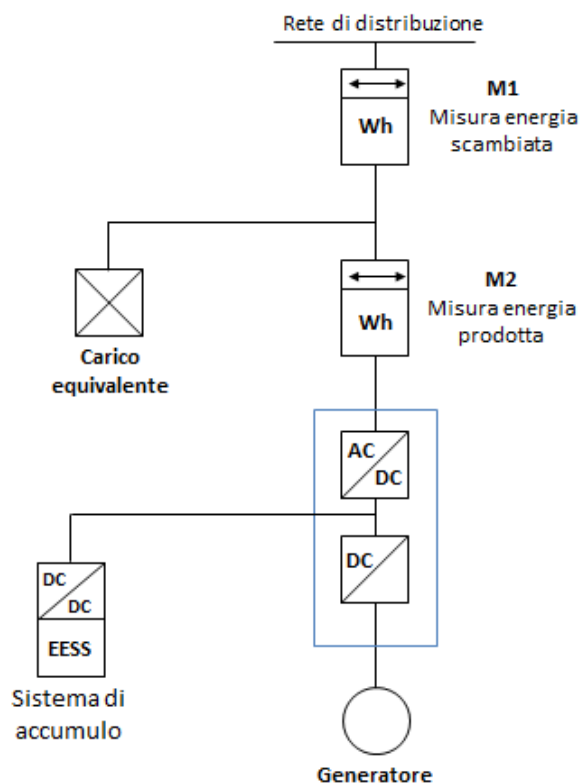 Rete di distribuzione
Wh
M1
Misura energia
scambiata
Wh
M2
Misura energia
prodotta
Carico
equivalente
AC
DC
DC
DC
DC
EESS
Sistema di
accumulo
Generatore